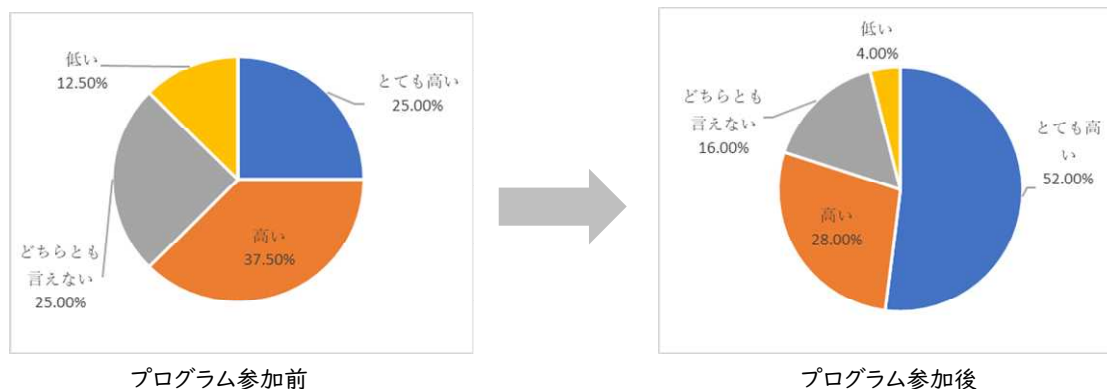 低い
12.50%
とても高い
25.00%
高い
37.50%
どちらとも
言えない
25.00%
プログラム参加前
低い
4.00%
どちらとも
言えない
16.00%
とても高
い
52.00%
高い
28.00%
プログラム参加後